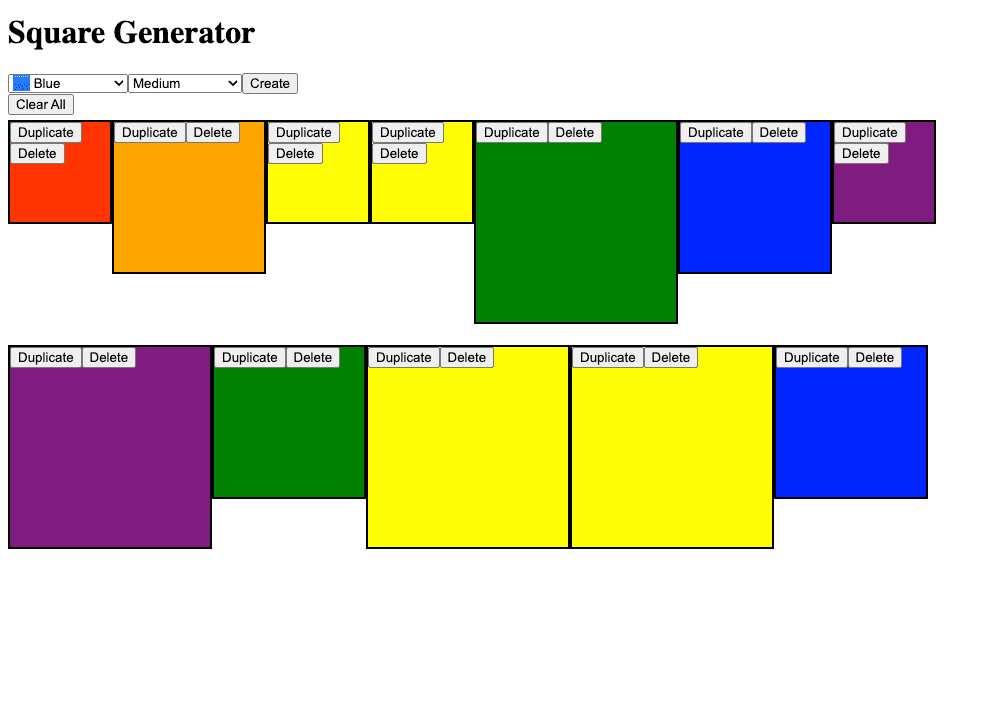 Square Generator
Blue Medium Create
Clear All
Duplicate Duplicate Delete Duplicate Duplicate Duplicate Delete Duplicate Delete Duplicate
Delete Delete Delete Delete
Duplicate Delete Duplicate Delete Duplicate Delete Duplicate Delete Duplicate Delete